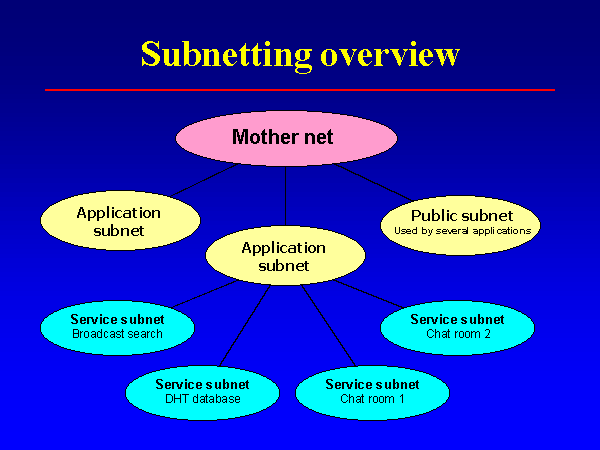 Subnetting overview
Mother net
Application
subnet
Public subnet
Used by several applications
Application
subnet
Service subnet
Broadcast search
Service subnet
Chat room 2
Service subnet
DHT database
Service subnet
Chat room 1